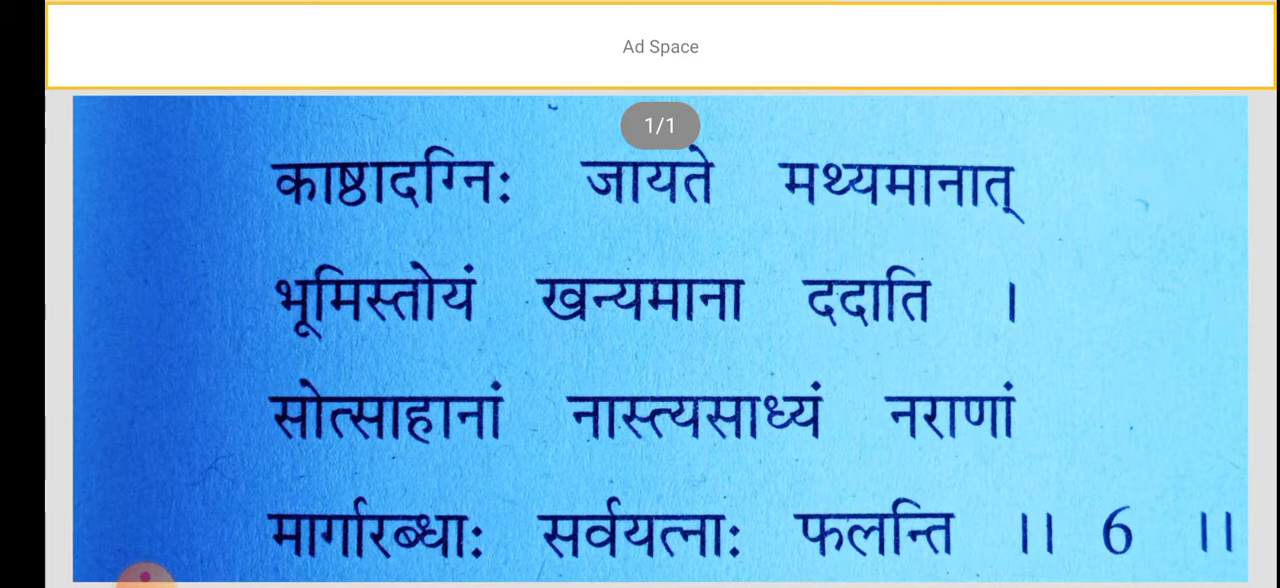 Ad Space
1/1
काष्ठादग्निः जायते मथ्यमानात्
भूमिस्तोयं खन्यमाना ददाति ।
सोत्साहानां नास्त्यसाध्यं नराणां
मार्गारब्धाः सर्वयत्नाः फलन्ति ।। 6 ।।